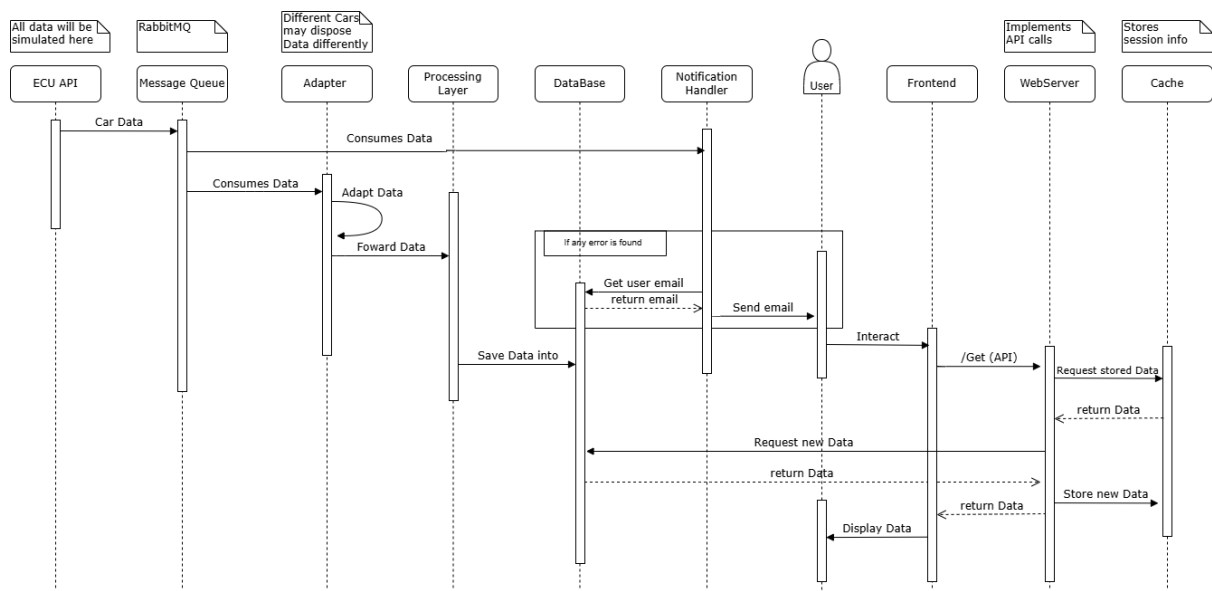 All data will be
simulated here
RabbitMQ
Different Cars
may dispose
Data differently
Implements
API calls
Stores
session info
ECU API
Message Queue
Adapter
Processing
Layer
DataBase
Notification
Handler
User
Frontend
WebServer
Cache
Car Data
Consumes Data
Consumes Data
Adapt Data
Foward Data
If any error is found
Get user email
return email
Send email
Interact
Save Data into
/Get (API)
Request stored Data
return Data
Request new Data
return Data
Store new Data
return Data
Display Data